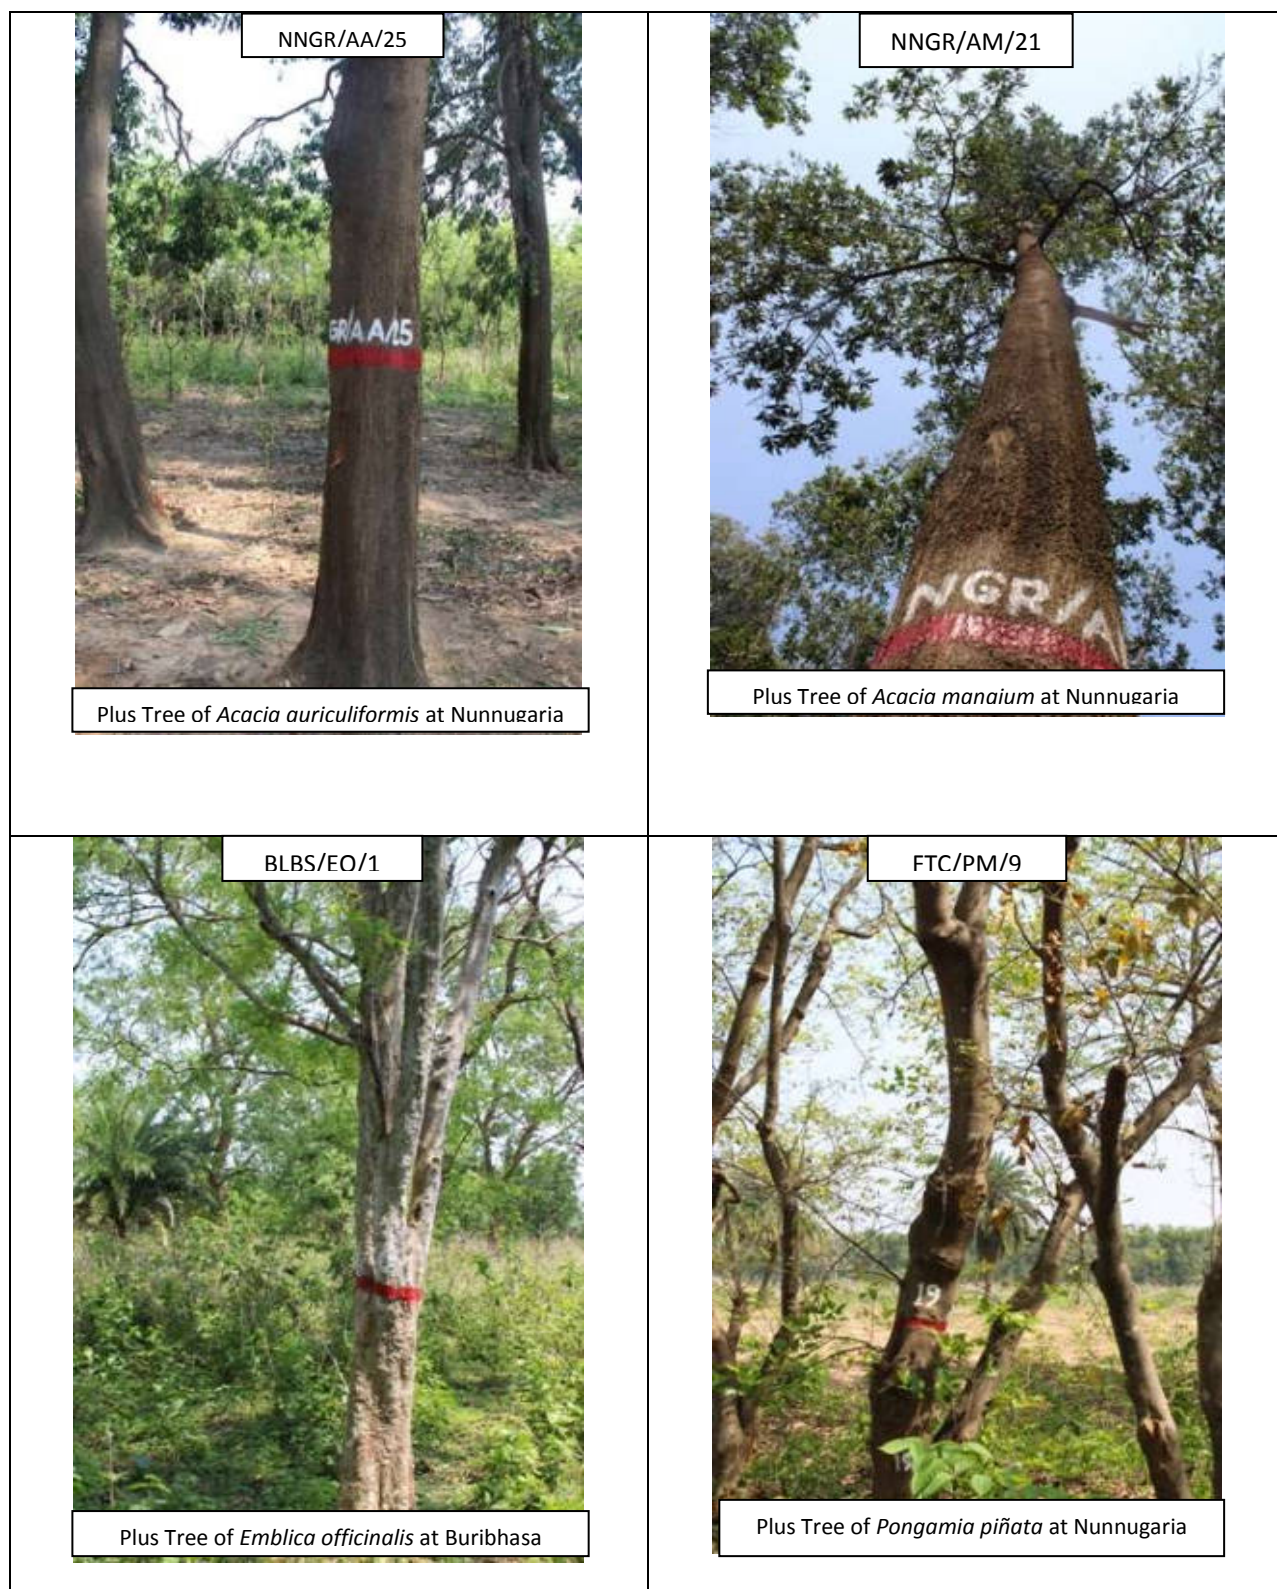 NNGR/AA/25
GR/AA/25
Plus Tree of Acacia auriculiformis at Nunnugaria
NNGR/AM/21
NGR/A
Plus Tree of Acacia mangium at Nunnugaria
BLBS/EO/1
Plus Tree of Emblica officinalis at Buribhasa
FTC/PM/9
19
19
Plus Tree of Pongamia piñata at Nunnugaria